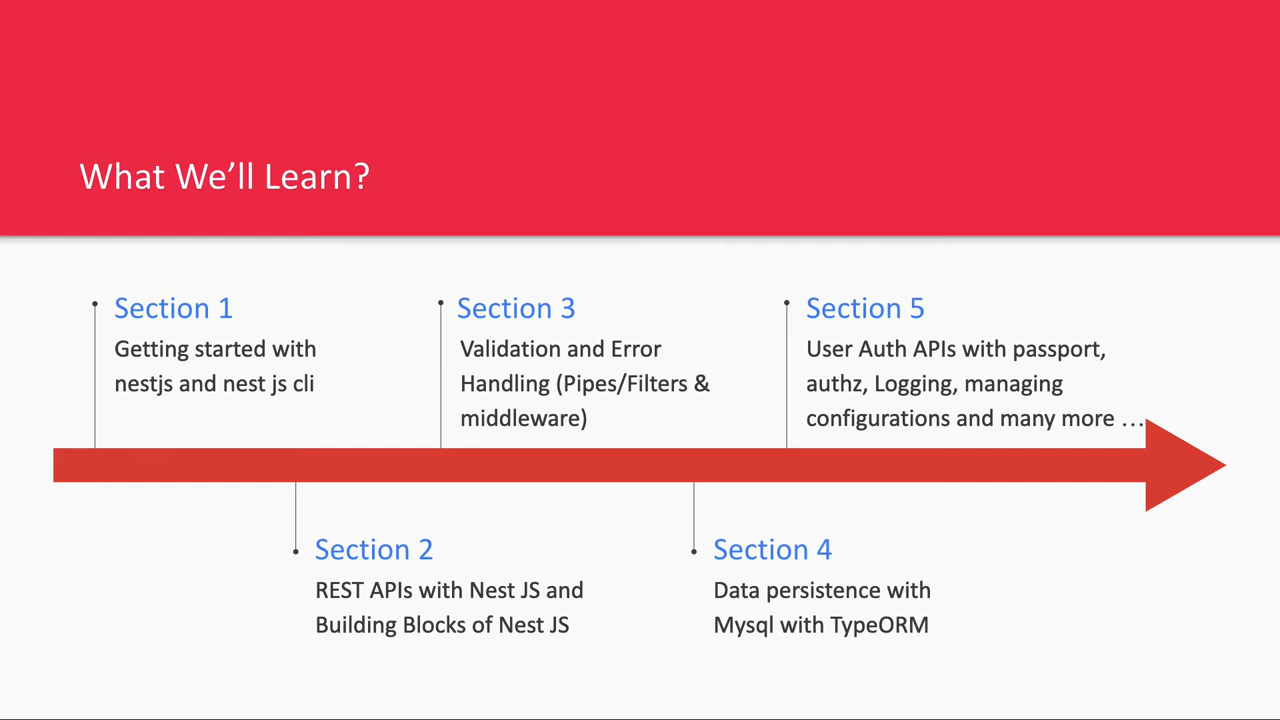 What We’ll Learn?
Section 1
Getting started with
nestjs and nest js cli
Section 2
REST APIs with Nest JS and
Building Blocks of Nest JS
Section 3
Validation and Error
Handling (Pipes/Filters &
middleware)
Section 4
Data persistence with
Mysql with TypeORM
Section 5
User Auth APIs with passport,
authz, Logging, managing
configurations and many more …